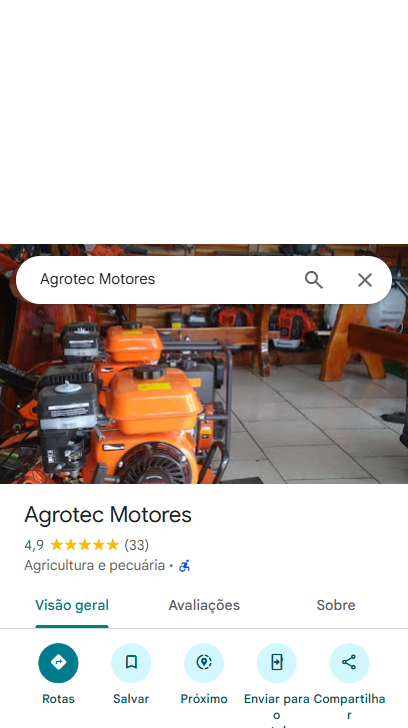 Agrotec Motores
Agrotec Motores
4,9 (33)
Agricultura e pecuária ·
Visão geral Avaliações Sobre
Rotas Salvar Próximo Enviar para o Compartilhar